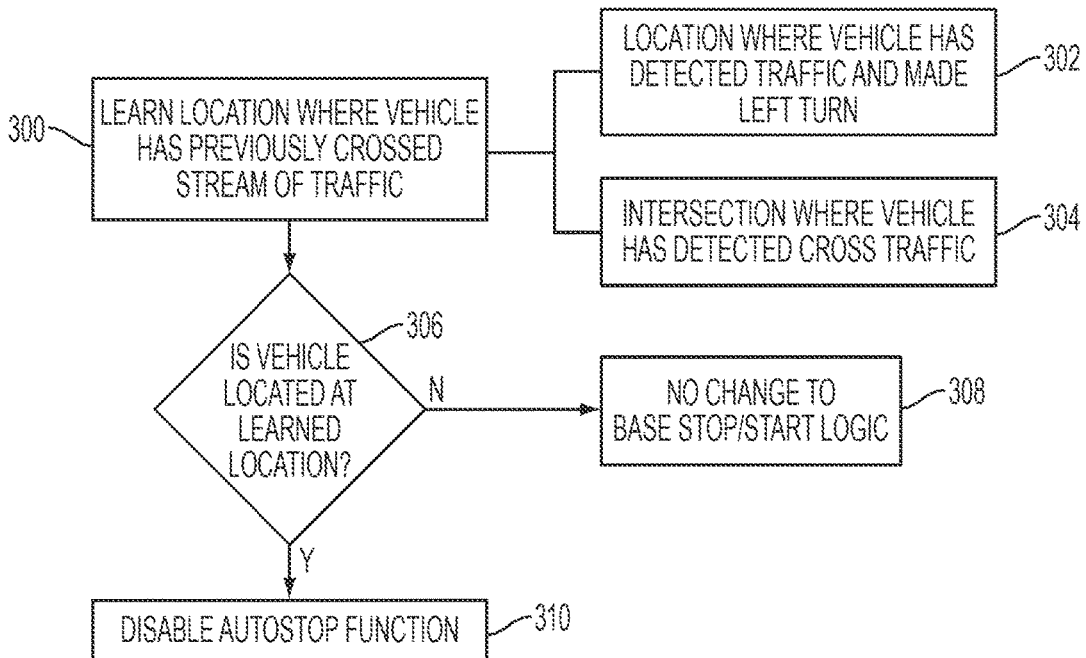 300
LEARN LOCATION WHERE VEHICLE
HAS PREVIOUSLY CROSSED
STREAM OF TRAFFIC
LOCATION WHERE VEHICLE HAS
DETECTED TRAFFIC AND MADE
LEFT TURN
302
INTERSECTION WHERE VEHICLE
HAS DETECTED CROSS TRAFFIC
304
306
IS VEHICLE
LOCATED AT
LEARNED
LOCATION?
N
NO CHANGE TO
BASE STOP/START LOGIC
308
Y
DISABLE AUTOSTOP FUNCTION
310